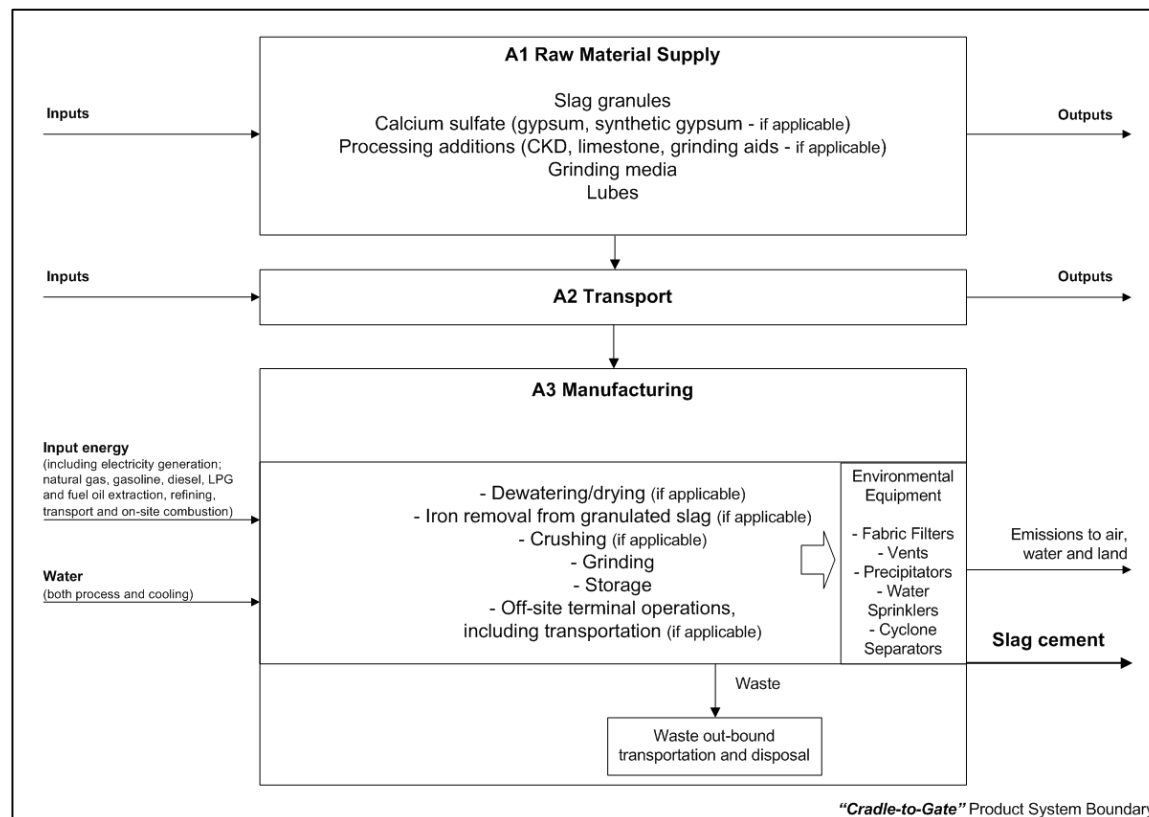 A1 Raw Material Supply
Slag granules
Calcium sulfate (gypsum, synthetic gypsum - if applicable)
Processing additions (CKD, limestone, grinding aids - if applicable)
Grinding media
Lubes
Inputs
Outputs
Inputs
A2 Transport
Outputs
A3 Manufacturing
Input energy
(including electricity generation;
natural gas, gasoline, diesel, LPG
and fuel oil extraction, refining,
transport and on-site combustion)
Water
(both process and cooling)
- Dewatering/drying (if applicable)
- Iron removal from granulated slag (if applicable)
- Crushing (if applicable)
- Grinding
- Storage
- Off-site terminal operations,
including transportation (if applicable)
Environmental
Equipment
- Fabric Filters
- Vents
- Precipitators
- Water
Sprinklers
- Cyclone
Separators
Emissions to air,
water and land
Slag cement
Waste
Waste out-bound
transportation and disposal
"Cradle-to-Gate" Product System Boundary